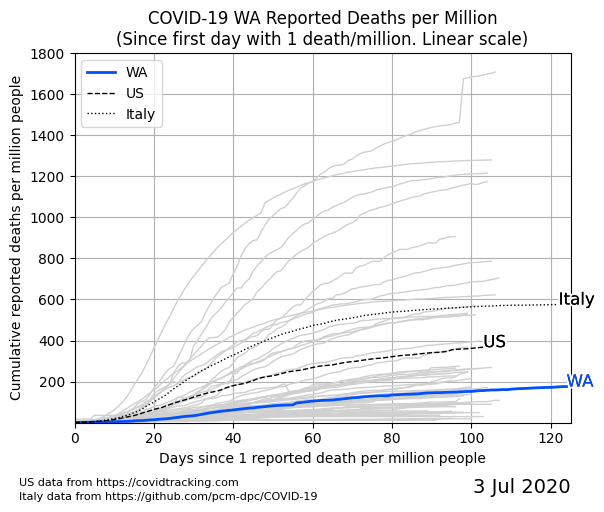 COVID-19 WA Reported Deaths per Million
(Since first day with 1 death/million. Linear scale)
Cumulative reported deaths per million people
1800
1600
1400
1200
1000
800
600
400
200
WA
US
Italy
Italy
US
WA
0
20
40
60
80
100
120
Days since 1 reported death per million people
US data from https://covidtracking.com
Italy data from https://github.com/pcm-dpc/COVID-19
3 Jul 2020